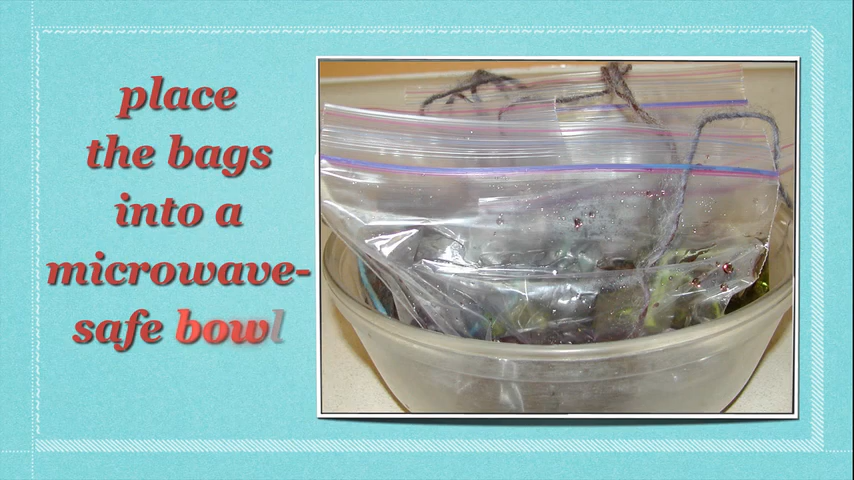 place
the bags
into a
microwave-
safe bowl